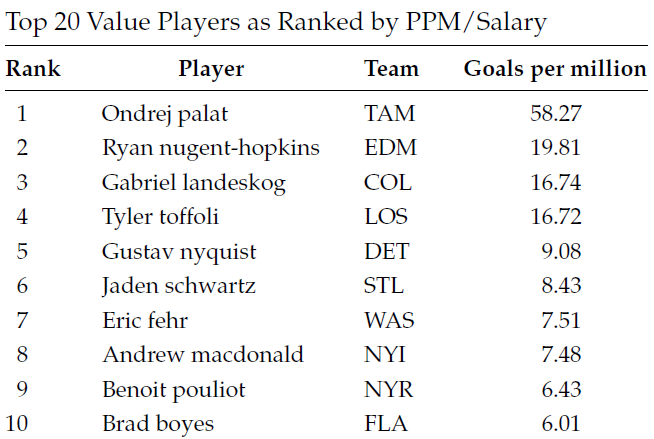 Top 20 Value Players as Ranked by PPM/Salary
Rank Player Team Goals per million
1 Ondrej palat TAM 58.27
2 Ryan nugent-hopkins EDM 19.81
3 Gabriel landeskog COL 16.74
4 Tyler toffoli LOS 16.72
5 Gustav nyquist DET 9.08
6 Jaden schwartz STL 8.43
7 Eric fehr WAS 7.51
8 Andrew macdonald NYI 7.48
9 Benoit pouliot NYR 6.43
10 Brad boyes FLA 6.01